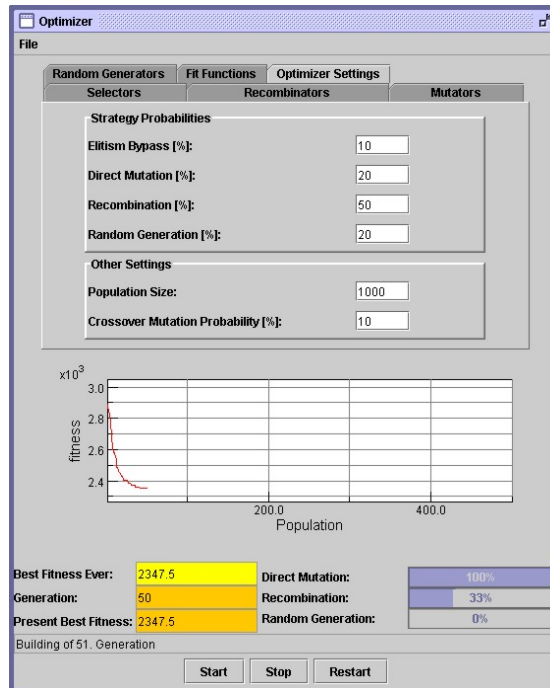 Optimizer
File
Random Generators Fit Functions Optimizer Settings
Selectors Recombinators Mutators
Strategy Probabilities
Elitism Bypass [%]: 10
Direct Mutation [%]: 20
Recombination [%]: 50
Random Generation [%]: 20
Other Settings
Population Size: 1000
Crossover Mutation Probability [%]: 10
x10^3
3.0
2.8
2.6
2.4
fitness
200.0 400.0
Population
Best Fitness Ever: 2347.5 Direct Mutation: 100%
Generation: 50 Recombination: 33%
Present Best Fitness: 2347.5 Random Generation: 0%
Building of 51. Generation
Start Stop Restart